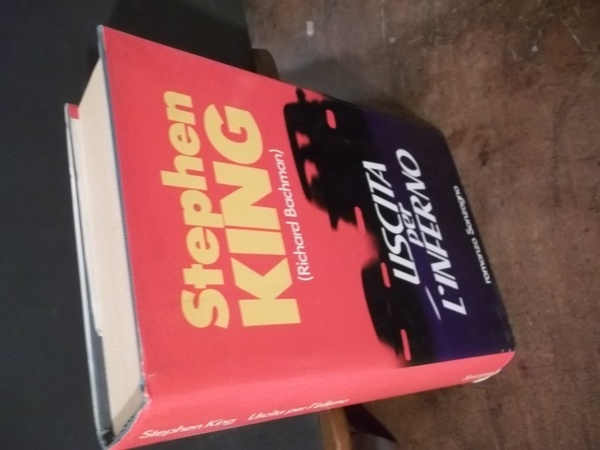 Stephen
KING
(Richard Bachman)
USCITA
per
L'INFERNO
romanzo Sonzogno
Stephen King Uscita per l'inferno